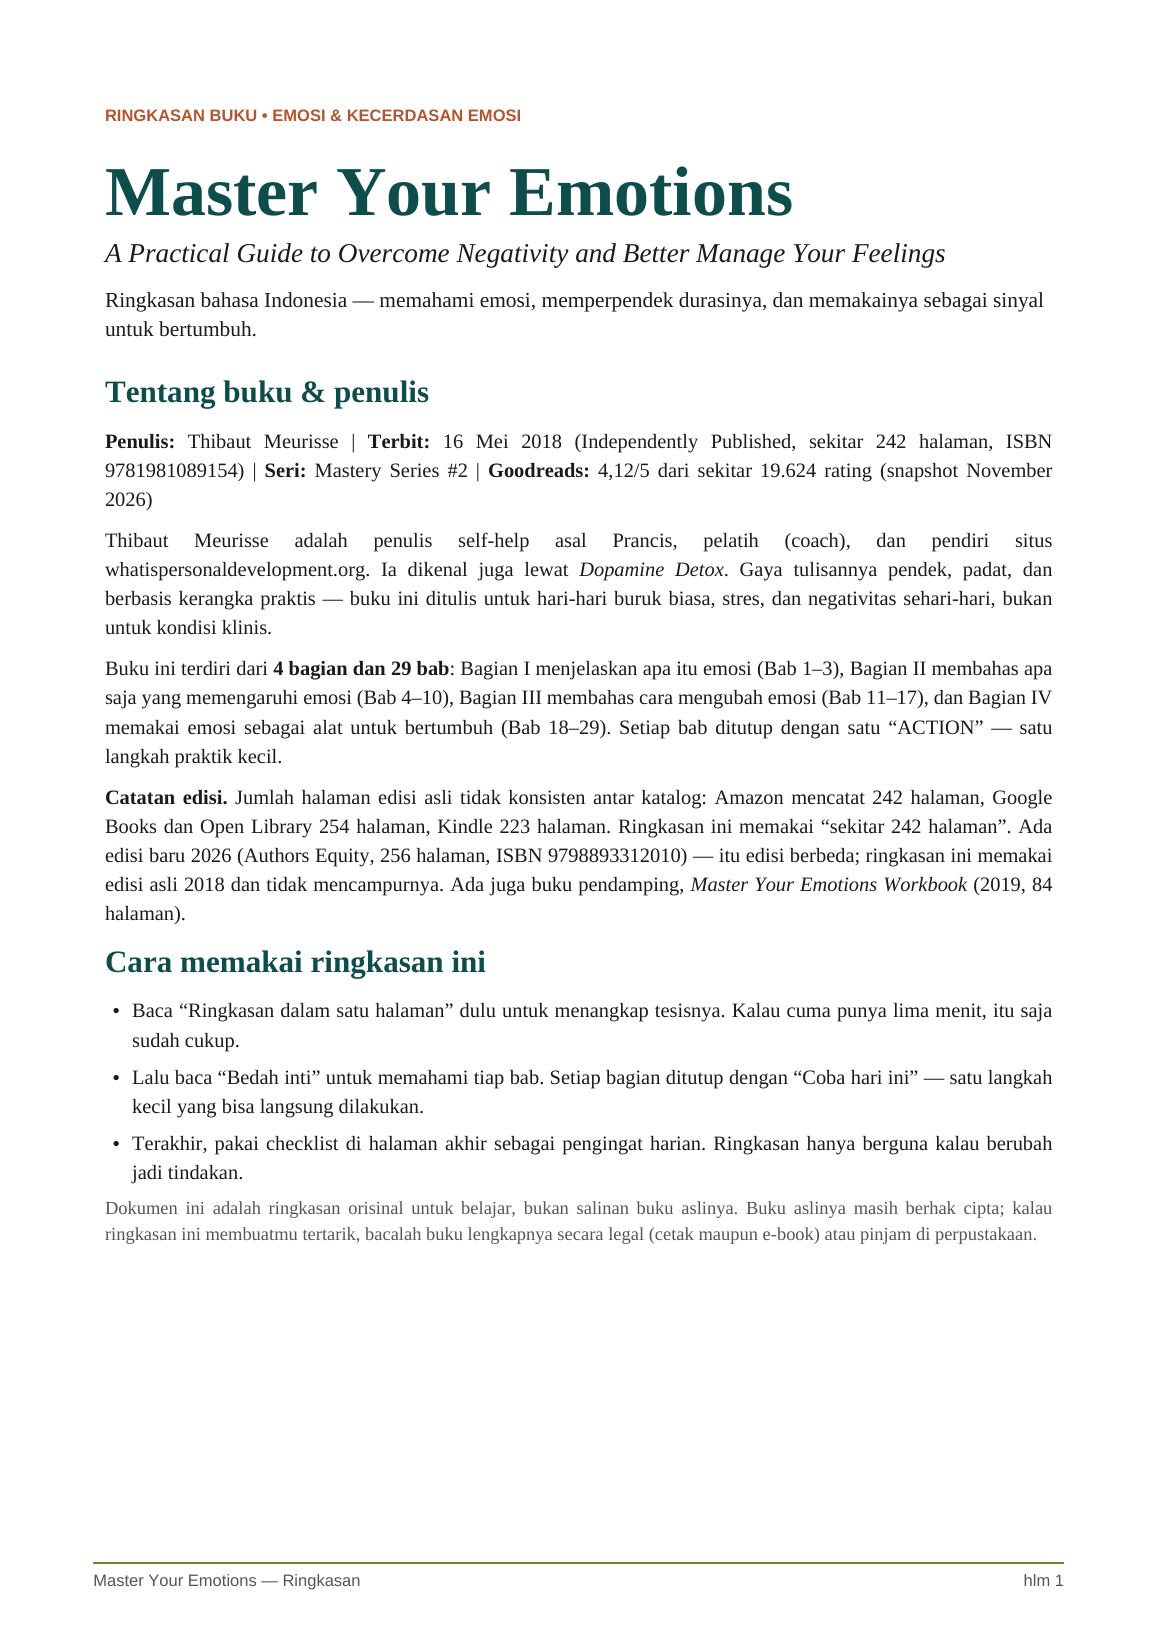 RINGKASAN BUKU • EMOSI & KECERDASAN EMOSI
Master Your Emotions
A Practical Guide to Overcome Negativity and Better Manage Your Feelings
Ringkasan bahasa Indonesia — memahami emosi, memperpendek durasinya, dan memakainya sebagai sinyal
untuk bertumbuh.
Tentang buku & penulis
Penulis: Thibaut Meurisse | Terbit: 16 Mei 2018 (Independently Published, sekitar 242 halaman, ISBN
9781981089154) | Seri: Mastery Series #2 | Goodreads: 4,12/5 dari sekitar 19.624 rating (snapshot November
2026)
Thibaut Meurisse adalah penulis self-help asal Prancis, pelatih (coach), dan pendiri situs
whatispersonaldevelopment.org. Ia dikenal juga lewat Dopamine Detox. Gaya tulisannya pendek, padat, dan
berbasis kerangka praktis — buku ini ditulis untuk hari-hari buruk biasa, stres, dan negativitas sehari-hari, bukan
untuk kondisi klinis.
Buku ini terdiri dari 4 bagian dan 29 bab: Bagian I menjelaskan apa itu emosi (Bab 1–3), Bagian II membahas apa
saja yang memengaruhi emosi (Bab 4–10), Bagian III membahas cara mengubah emosi (Bab 11–17), dan Bagian IV
memakai emosi sebagai alat untuk bertumbuh (Bab 18–29). Setiap bab ditutup dengan satu “ACTION” — satu
langkah praktik kecil.
Catatan edisi. Jumlah halaman edisi asli tidak konsisten antar katalog: Amazon mencatat 242 halaman, Google
Books dan Open Library 254 halaman, Kindle 223 halaman. Ringkasan ini memakai “sekitar 242 halaman”. Ada
edisi baru 2026 (Authors Equity, 256 halaman, ISBN 9798893312010) — itu edisi berbeda; ringkasan ini memakai
edisi asli 2018 dan tidak mencampurnya. Ada juga buku pendamping, Master Your Emotions Workbook (2019, 84
halaman).
Cara memakai ringkasan ini
• Baca “Ringkasan dalam satu halaman” dulu untuk menangkap tesisnya. Kalau cuma punya lima menit, itu saja
sudah cukup.
• Lalu baca “Bedah inti” untuk memahami tiap bab. Setiap bagian ditutup dengan “Coba hari ini” — satu langkah
kecil yang bisa langsung dilakukan.
• Terakhir, pakai checklist di halaman akhir sebagai pengingat harian. Ringkasan hanya berguna kalau berubah
jadi tindakan.
Dokumen ini adalah ringkasan orisinal untuk belajar, bukan salinan buku aslinya. Buku aslinya masih berhak cipta; kalau
ringkasan ini membuatmu tertarik, bacalah buku lengkapnya secara legal (cetak maupun e-book) atau pinjam di perpustakaan.
Master Your Emotions — Ringkasan
hlm 1